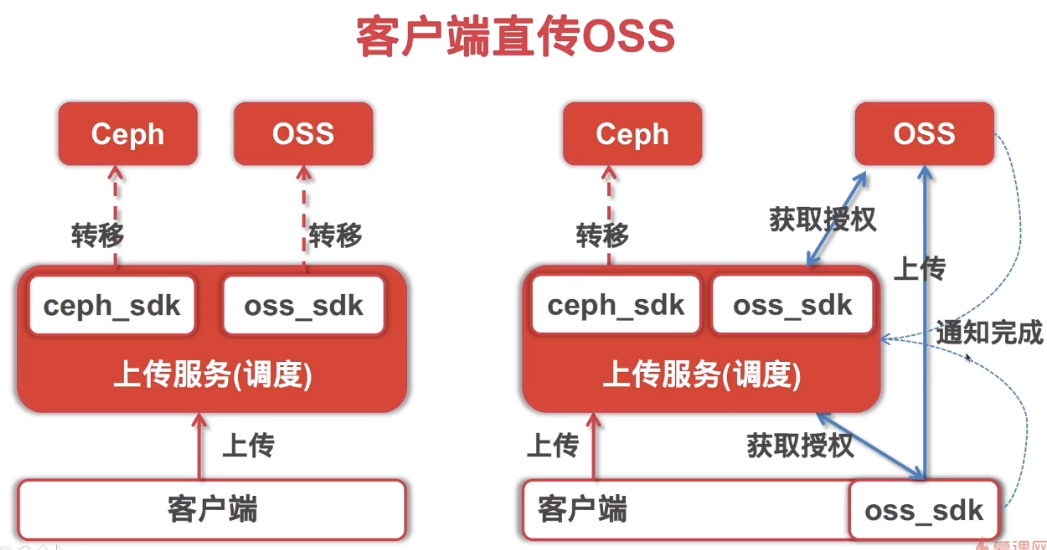 客户端直传OSS
Ceph
OSS
Ceph
OSS
转移
转移
转移
获取授权
上传
ceph_sdk
oss_sdk
ceph_sdk
oss_sdk
通知完成
上传服务(调度)
上传服务(调度)
上传
上传
获取授权
客户端
客户端
oss_sdk